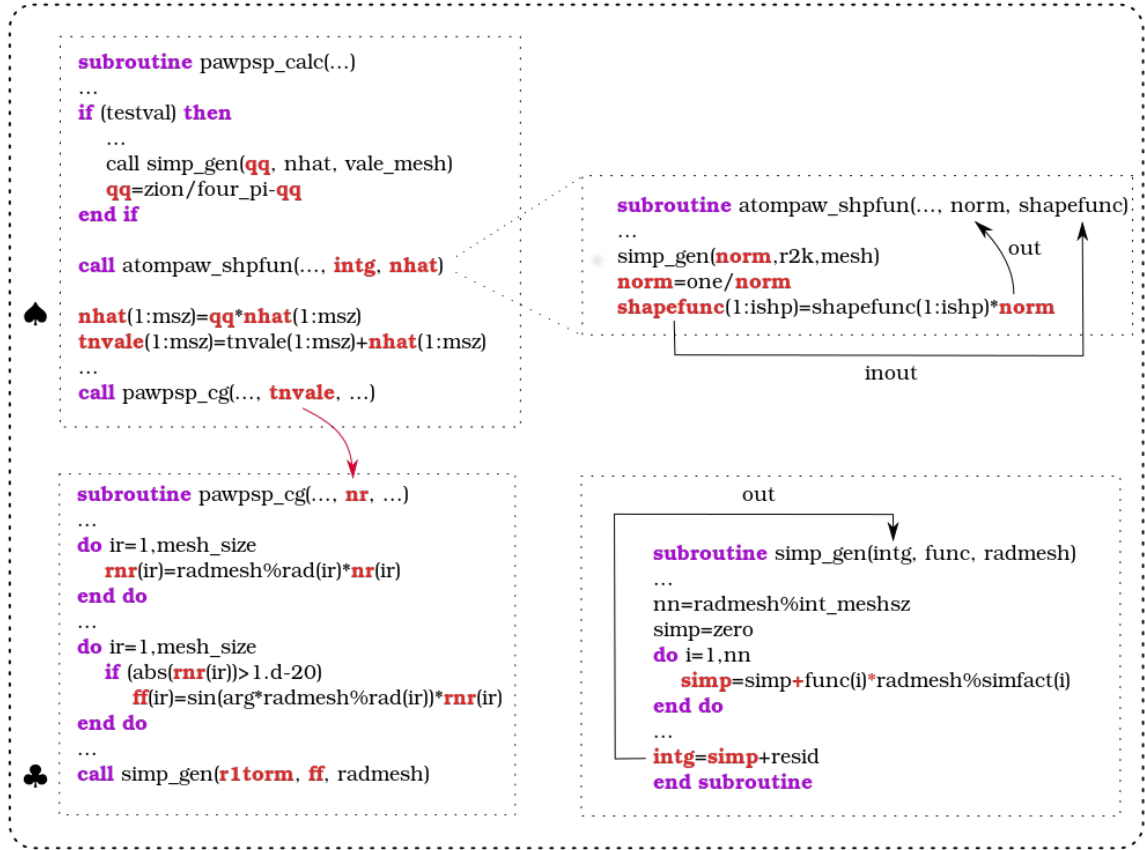 subroutine pawpsp_calc(...)
...
if (testval) then
...
call simp_gen(qq, nhat, vale_mesh)
qq=zion/four_pi-qq
end if
call atompaw_shpfun(..., intg, nhat)
♠
nhat(1:msz)=qq*nhat(1:msz)
tnvale(1:msz)=tnvale(1:msz)+nhat(1:msz)
...
call pawpsp_cg(..., tnvale, ...)
subroutine atompaw_shpfun(..., norm, shapefunc)
...
out
simp_gen(norm,r2k,mesh)
norm=one/norm
shapefunc(1:ishp)=shapefunc(1:ishp)*norm
inout
subroutine pawpsp_cg(..., nr, ...)
...
do ir=1,mesh_size
rnr(ir)=radmesh%rad(ir)*nr(ir)
end do
...
do ir=1,mesh_size
if (abs(rnr(ir))>1.d-20)
ff(ir)=sin(arg*radmesh%rad(ir))*rnr(ir)
end do
...
♣
call simp_gen(r1torm, ff, radmesh)
out
subroutine simp_gen(intg, func, radmesh)
...
nn=radmesh%int_meshsz
simp=zero
do i=1,nn
simp=simp+func(i)*radmesh%simfact(i)
end do
...
intg=simp+resid
end subroutine